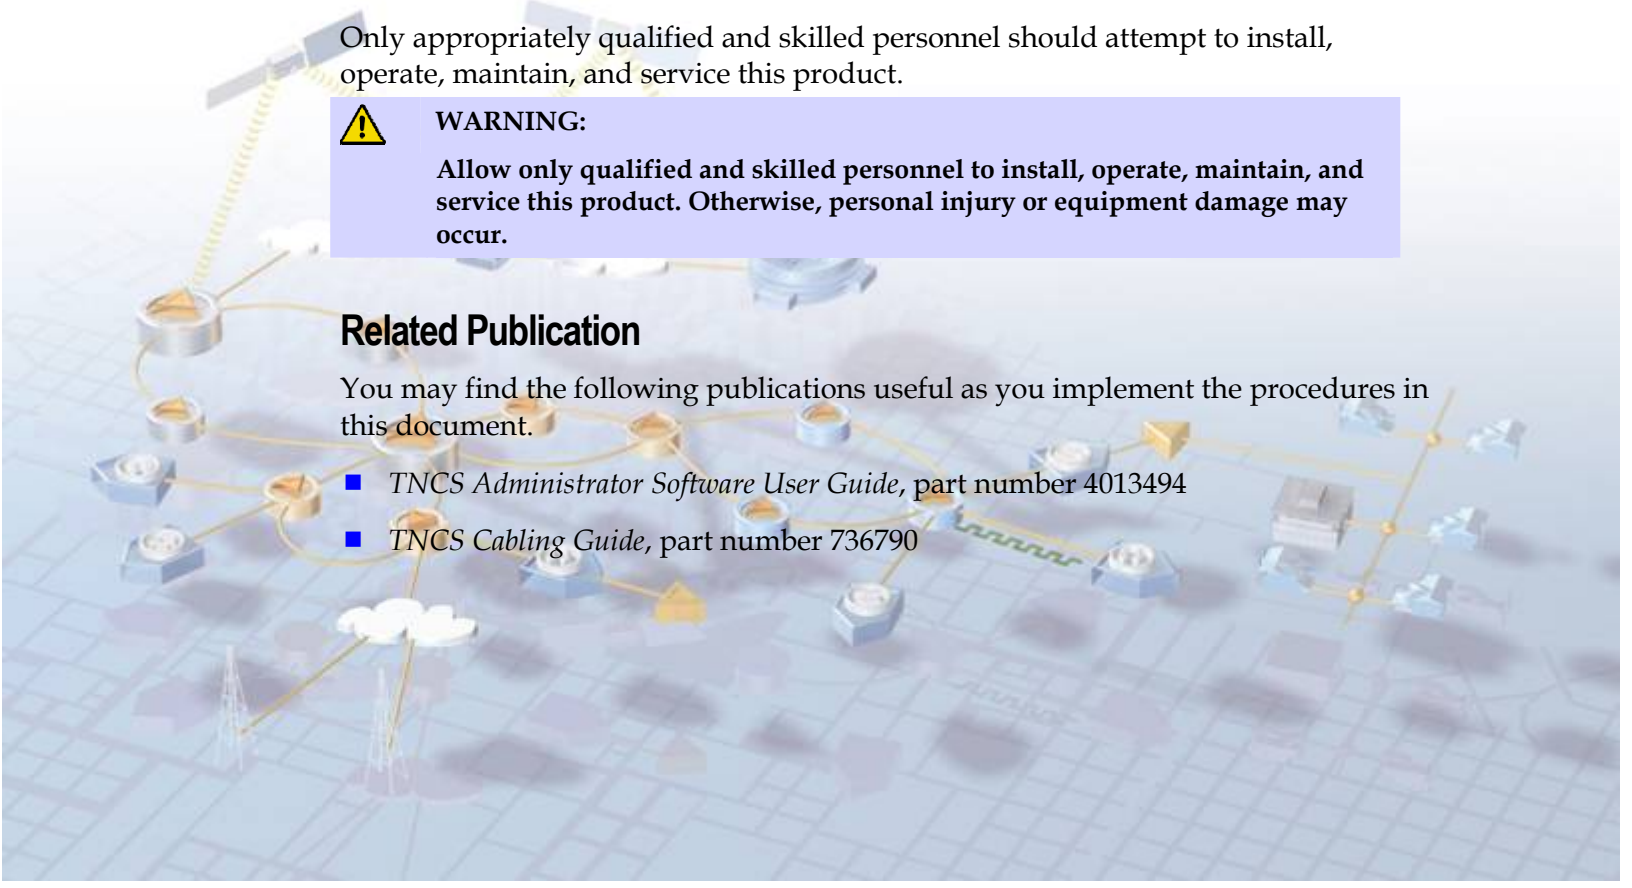 Only appropriately qualified and skilled personnel should attempt to install,
operate, maintain, and service this product.
WARNING:
Allow only qualified and skilled personnel to install, operate, maintain, and
service this product. Otherwise, personal injury or equipment damage may
occur.
Related Publication
You may find the following publications useful as you implement the procedures in
this document.
TNCS Administrator Software User Guide, part number 4013494
TNCS Cabling Guide, part number 736790